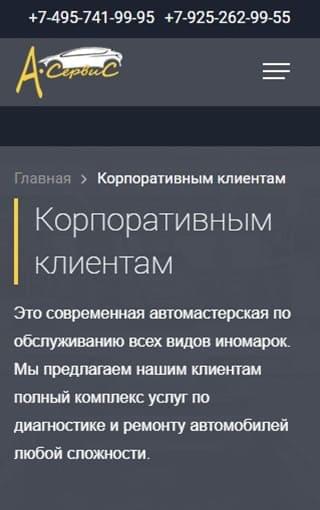 +7-495-741-99-95 +7-925-262-99-55
А·СервиС
Главная > Корпоративным клиентам
Корпоративным
клиентам
Это современная автомастерская по
обслуживанию всех видов иномарок.
Мы предлагаем нашим клиентам
полный комплекс услуг по
диагностике и ремонту автомобилей
любой сложности.